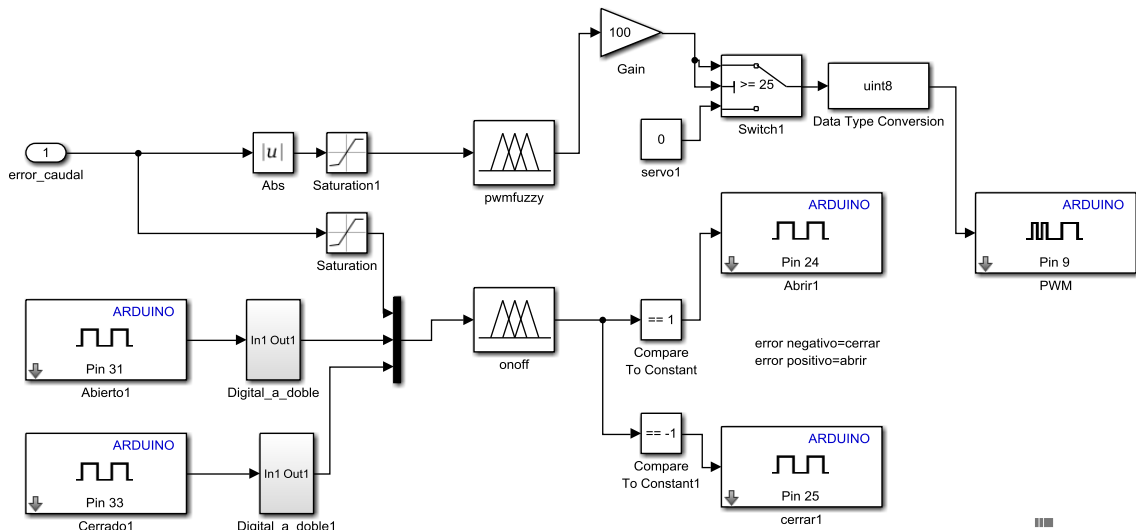 100
Gain
>= 25
Switch1
uint8
Data Type Conversion
0
servo1
1
error_caudal
|u|
Abs
Saturation1
pwmfuzzy
ARDUINO
Pin 24
Abrir1
ARDUINO
Pin 9
PWM
Saturation
ARDUINO
Pin 31
Abierto1
In1 Out1
Digital_a_doble
onoff
== 1
Compare
To Constant
error negativo=cerrar
error positivo=abrir
ARDUINO
Pin 33
Cerrado1
In1 Out1
Digital_a_doble1
== -1
Compare
To Constant1
ARDUINO
Pin 25
cerrar1